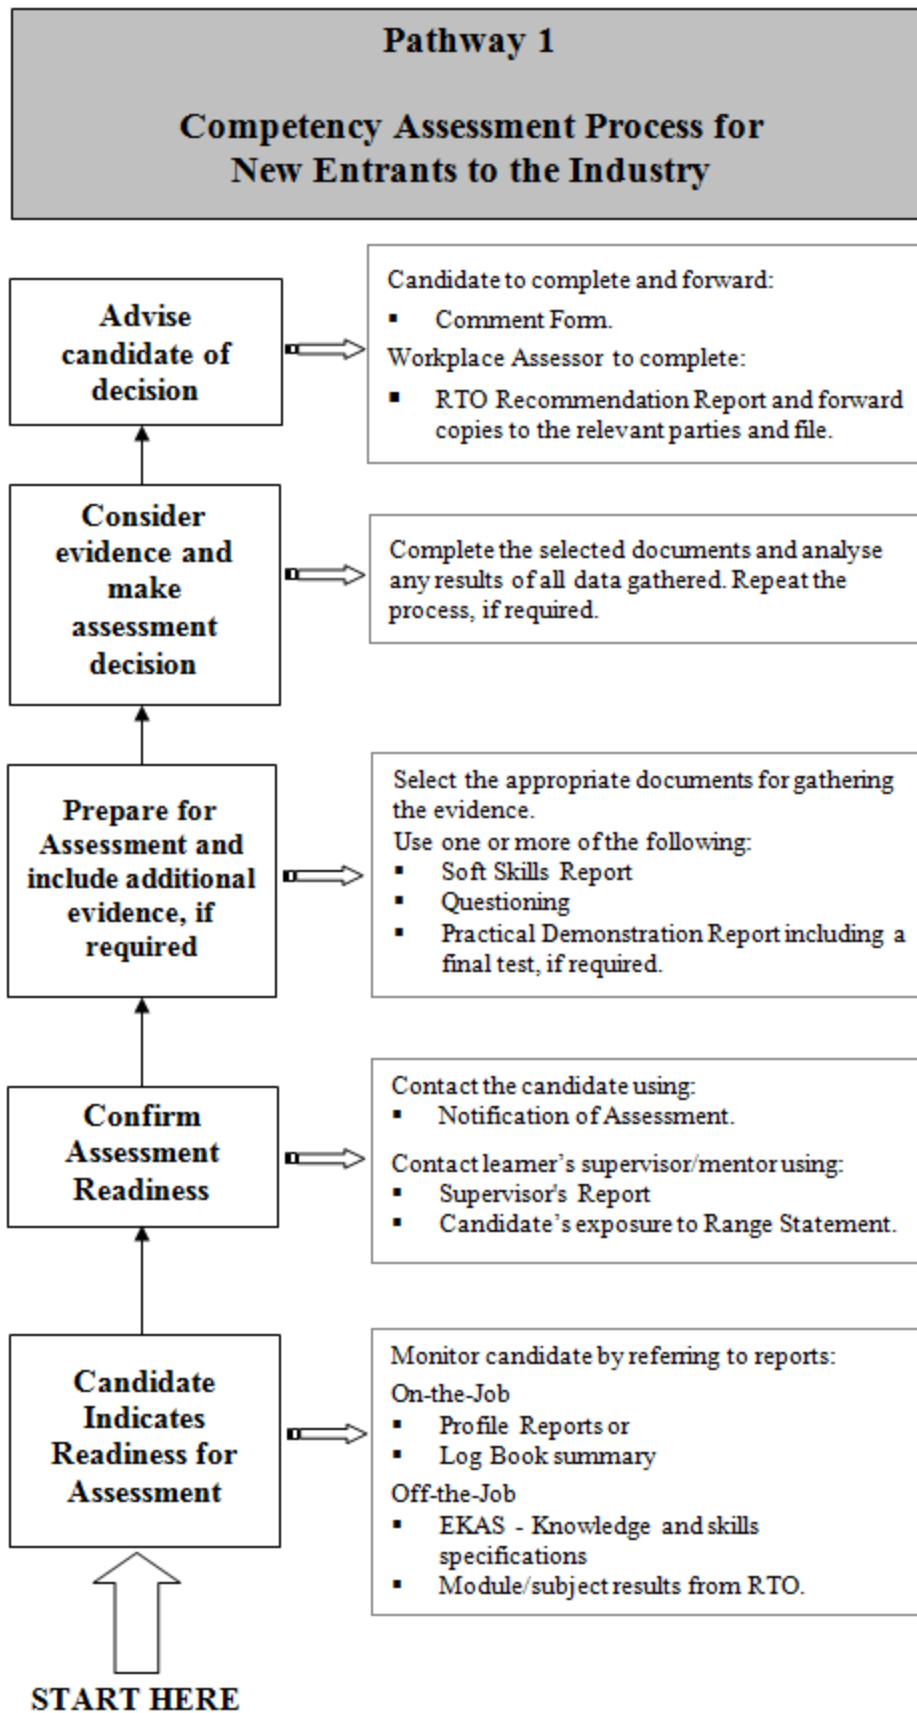 Pathway 1
Competency Assessment Process for
New Entrants to the Industry
Advise
candidate of
decision
Candidate to complete and forward:
▪ Comment Form.
Workplace Assessor to complete:
▪ RTO Recommendation Report and forward
copies to the relevant parties and file.
Consider
evidence and
make
assessment
decision
Complete the selected documents and analyse
any results of all data gathered. Repeat the
process, if required.
Prepare for
Assessment and
include additional
evidence, if
required
Select the appropriate documents for gathering
the evidence.
Use one or more of the following:
▪ Soft Skills Report
▪ Questioning
▪ Practical Demonstration Report including a
final test, if required.
Confirm
Assessment
Readiness
Contact the candidate using:
▪ Notification of Assessment.
Contact learner's supervisor/mentor using:
▪ Supervisor's Report
▪ Candidate's exposure to Range Statement.
Candidate
Indicates
Readiness for
Assessment
Monitor candidate by referring to reports:
On-the-Job
▪ Profile Reports or
▪ Log Book summary
Off-the-Job
▪ EKAS - Knowledge and skills
specifications
▪ Module/subject results from RTO.
START HERE